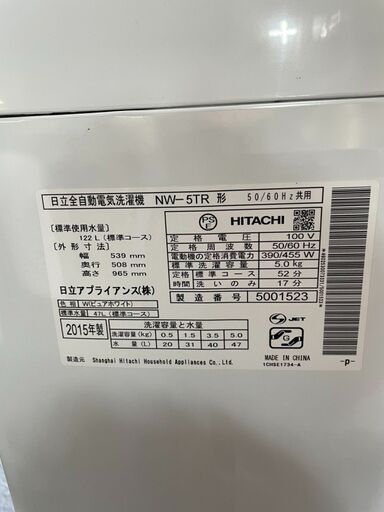 日立全自動電気洗濯機 NW-5TR 形 50/60Hz共用
[標準使用水量]
122L(標準コース)
[外形寸法]
幅 539 mm
奥行 508 mm
高さ 965 mm
日立アプライアンス(株)
色柄 W(ピュアホワイト)
標準水量 47L(標準コース)
PS
E
HITACHI
定格電圧 100 V
定格周波数 50/60 Hz
電動機の定格消費電力 390/455 W
標準洗濯容量 5.0kg
定格標準コース 52分
時間洗いのみ 17分
製造番号 5001523
2015年製
洗濯容量と水量
洗濯容量(kg) 0.5 1.5 3.5 5.0
水量(L) 20 31 40 47
S JET
G
MADE IN CHINA
1CHSE1734-A
-P-
製造元 Shanghai Hitachi Household Appliances Co.,Ltd.